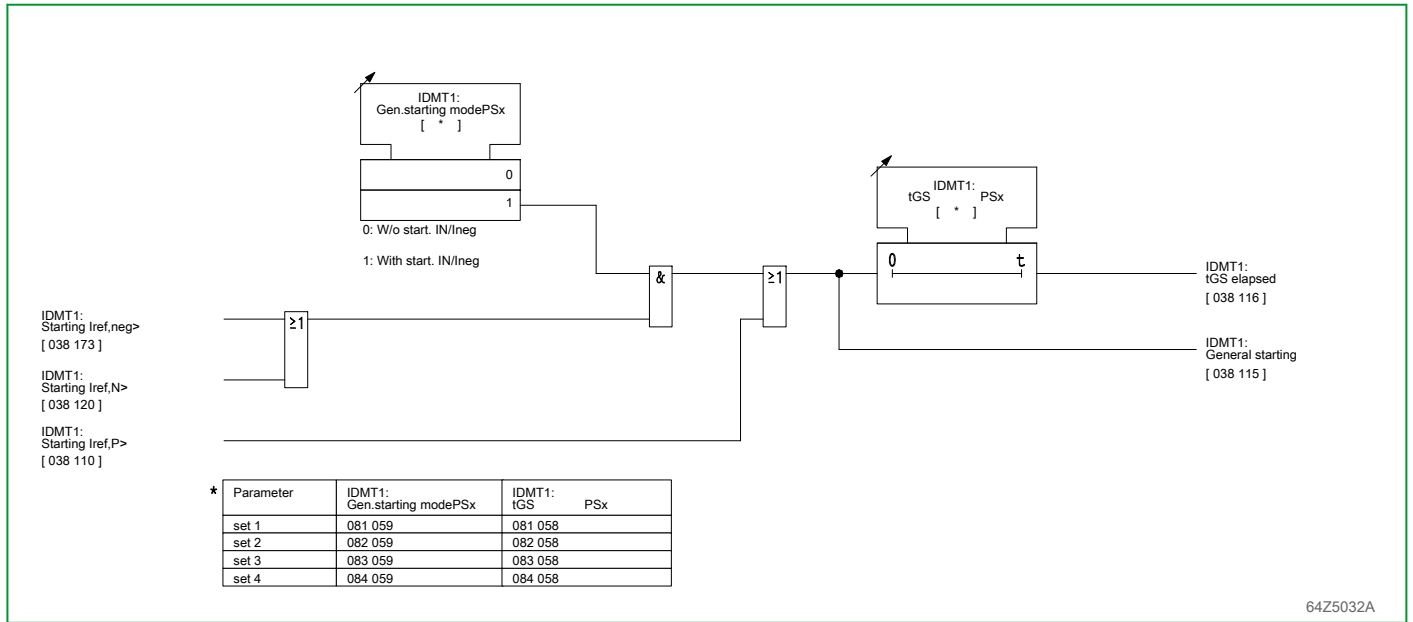 IDMT1:
Gen.starting modePSx
[ * ]
0
1
0: W/o start. IN/Ineg
1: With start. IN/Ineg
IDMT1:
tGS PSx
[ * ]
0 t
&
≥1
≥1
IDMT1:
Starting Iref,neg>
[ 038 173 ]
IDMT1:
Starting Iref,N>
[ 038 120 ]
IDMT1:
Starting Iref,P>
[ 038 110 ]
IDMT1:
tGS elapsed
[ 038 116 ]
IDMT1:
General starting
[ 038 115 ]
* Parameter IDMT1: Gen.starting modePSx IDMT1: tGS PSx
set 1 081 059 081 058
set 2 082 059 082 058
set 3 083 059 083 058
set 4 084 059 084 058
64Z5032A